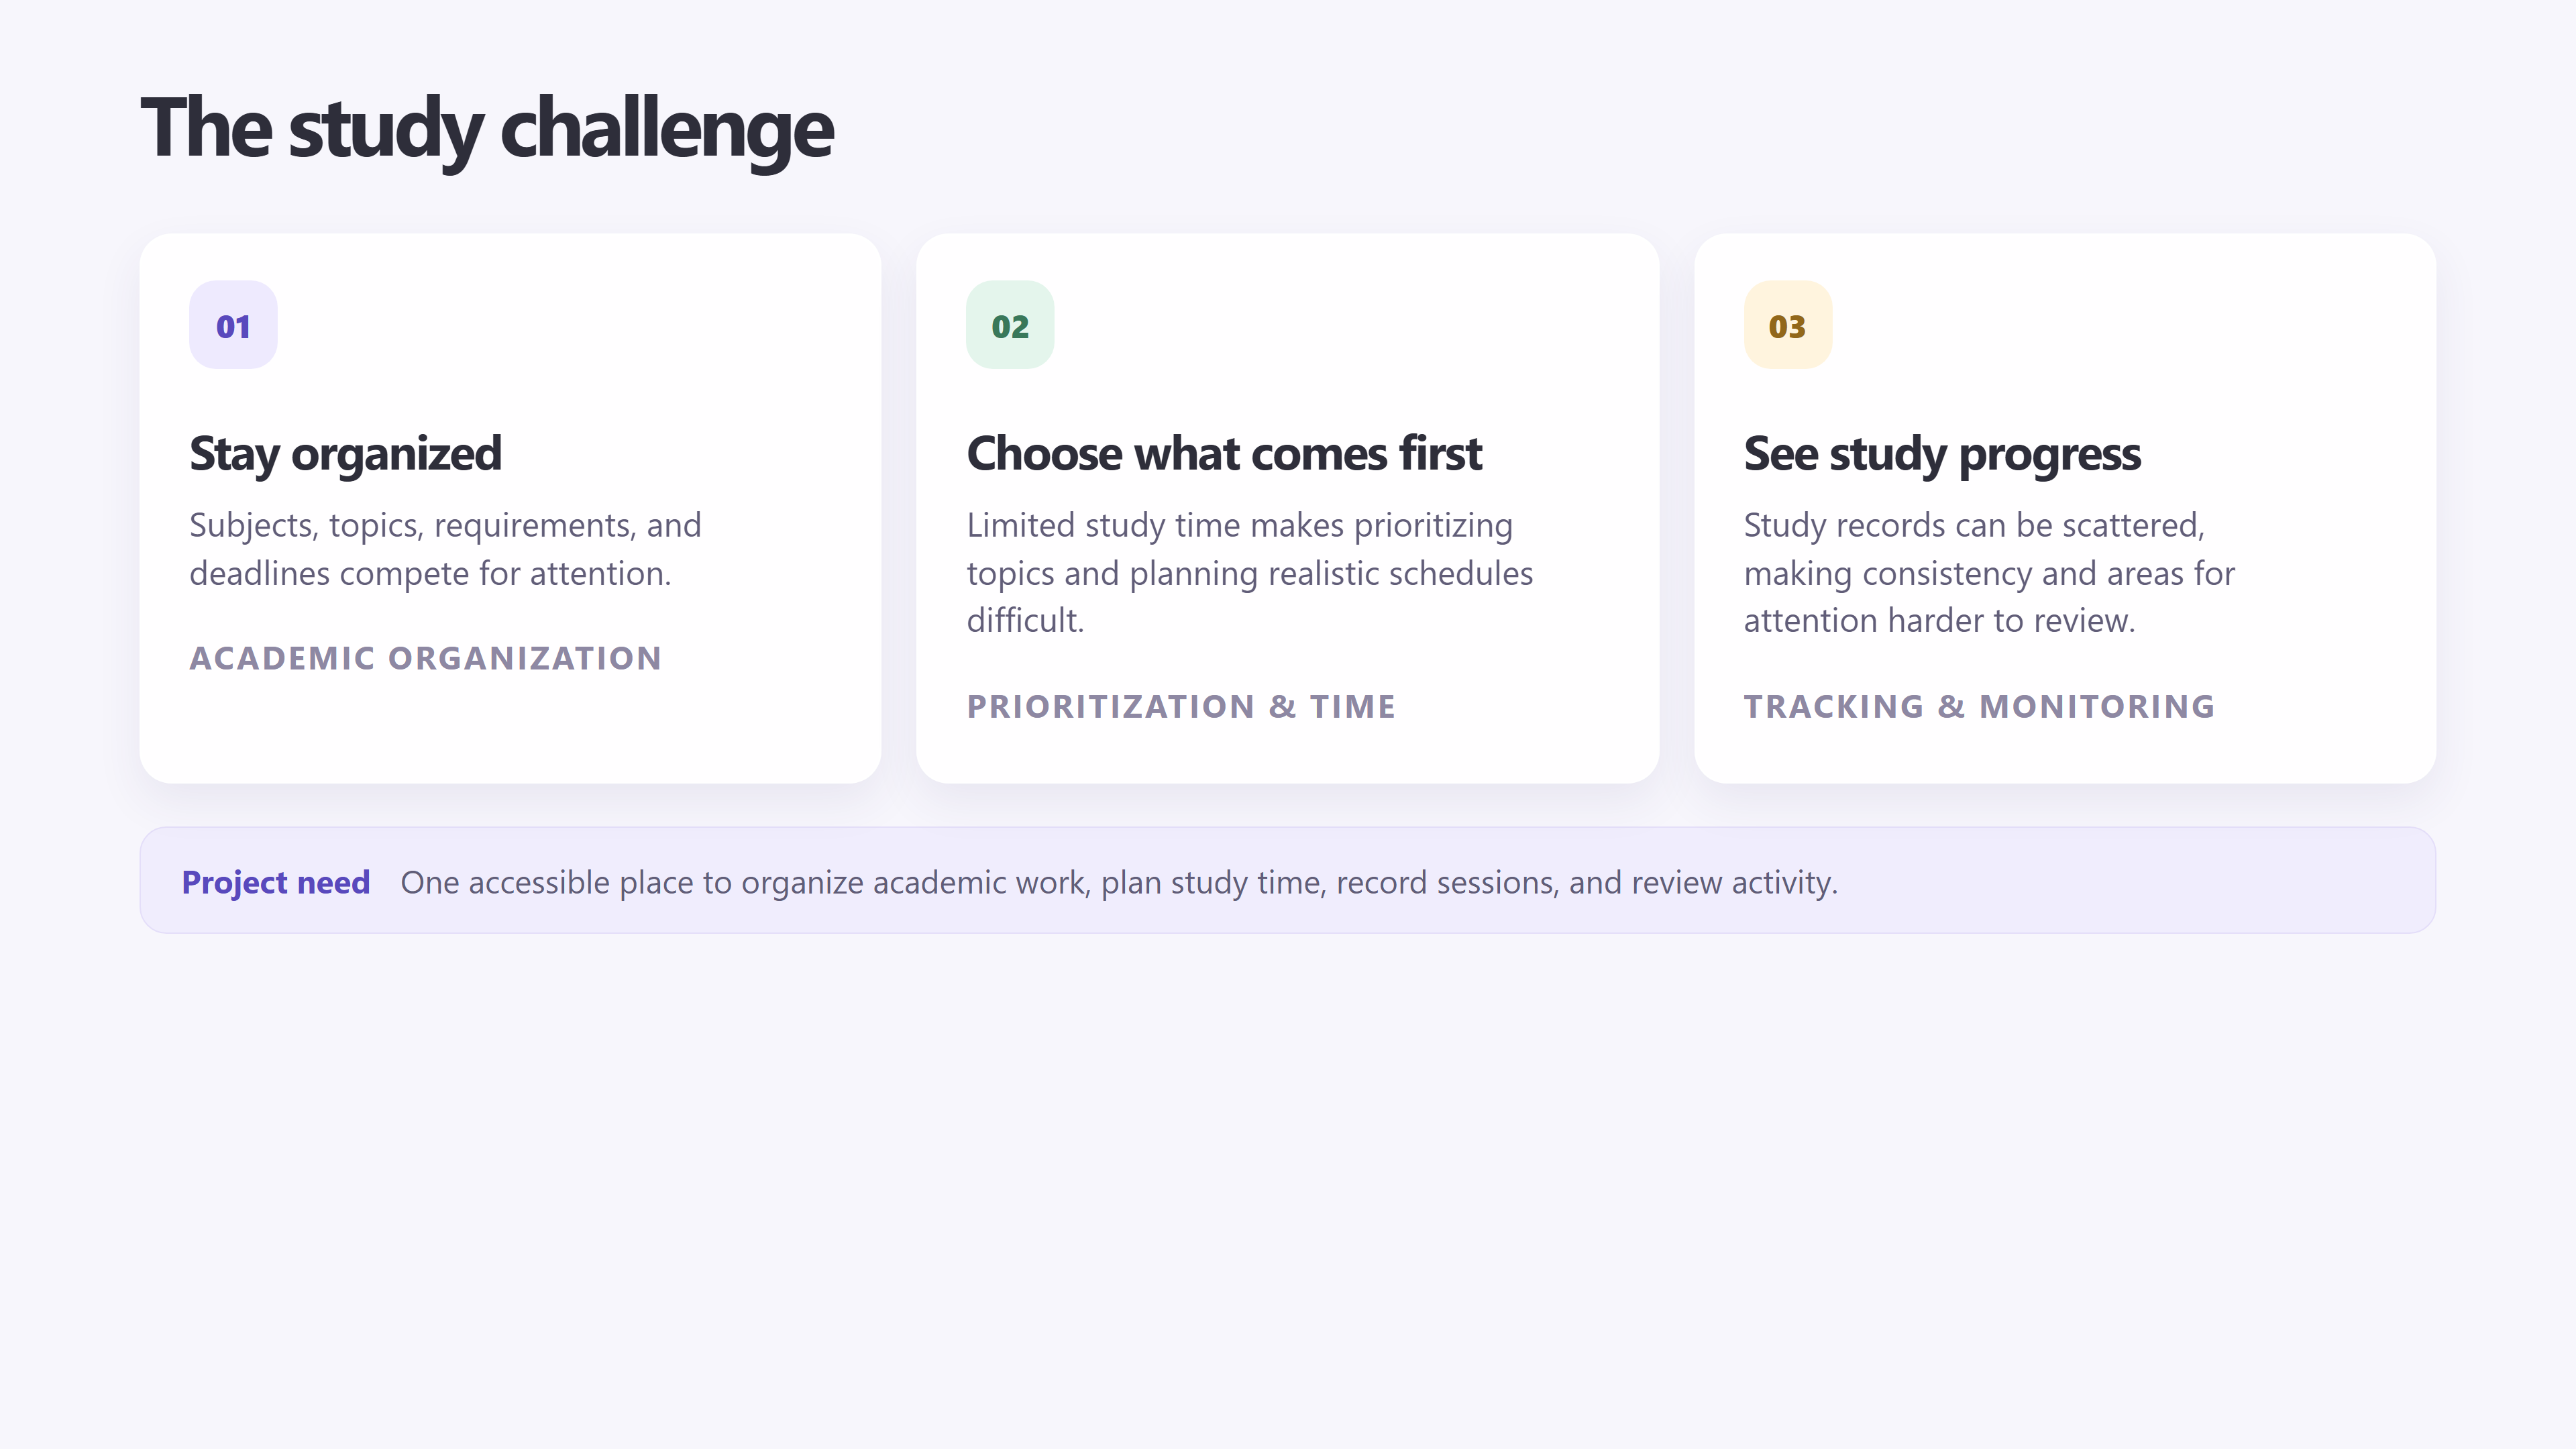 The study challenge
01
Stay organized
Subjects, topics, requirements, and
deadlines compete for attention.
ACADEMIC ORGANIZATION
02
Choose what comes first
Limited study time makes prioritizing
topics and planning realistic schedules
difficult.
PRIORITIZATION & TIME
03
See study progress
Study records can be scattered,
making consistency and areas for
attention harder to review.
TRACKING & MONITORING
Project need One accessible place to organize academic work, plan study time, record sessions, and review activity.